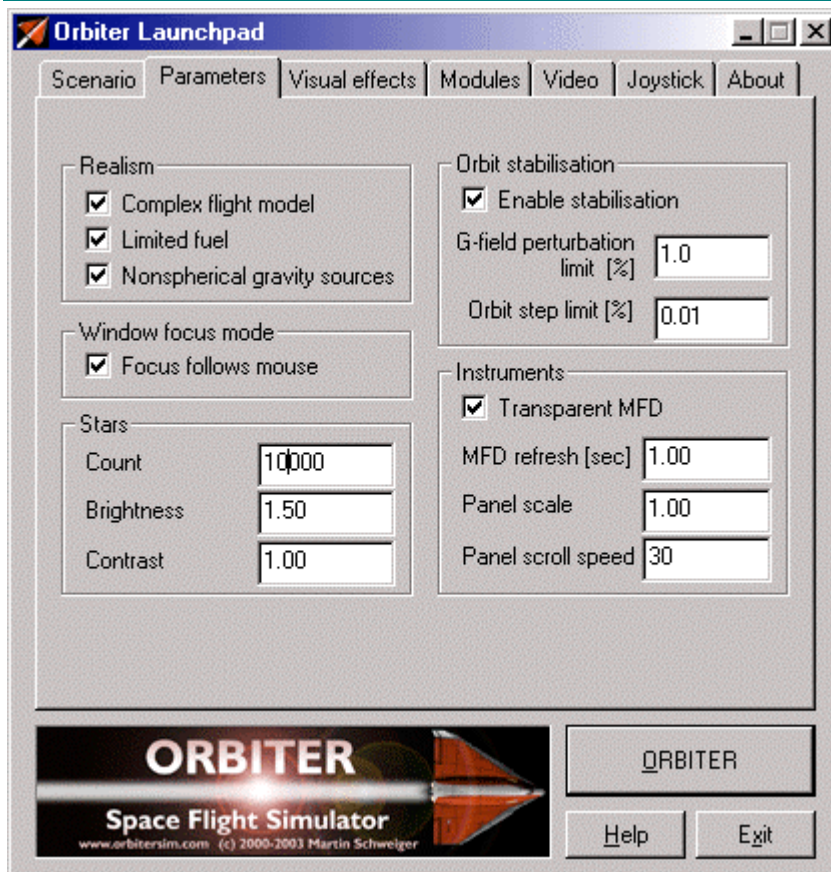 Orbiter Launchpad
Scenario Parameters Visual effects Modules Video Joystick About
Realism
Complex flight model
Limited fuel
Nonspherical gravity sources
Window focus mode
Focus follows mouse
Stars
Count 10000
Brightness 1.50
Contrast 1.00
Orbit stabilisation
Enable stabilisation
G-field perturbation
limit [%] 1.0
Orbit step limit [%] 0.01
Instruments
Transparent MFD
MFD refresh [sec] 1.00
Panel scale 1.00
Panel scroll speed 30
ORBITER
Space Flight Simulator
www.orbitersim.com (c) 2000-2003 Martin Schweiger
ORBITER
Help Exit